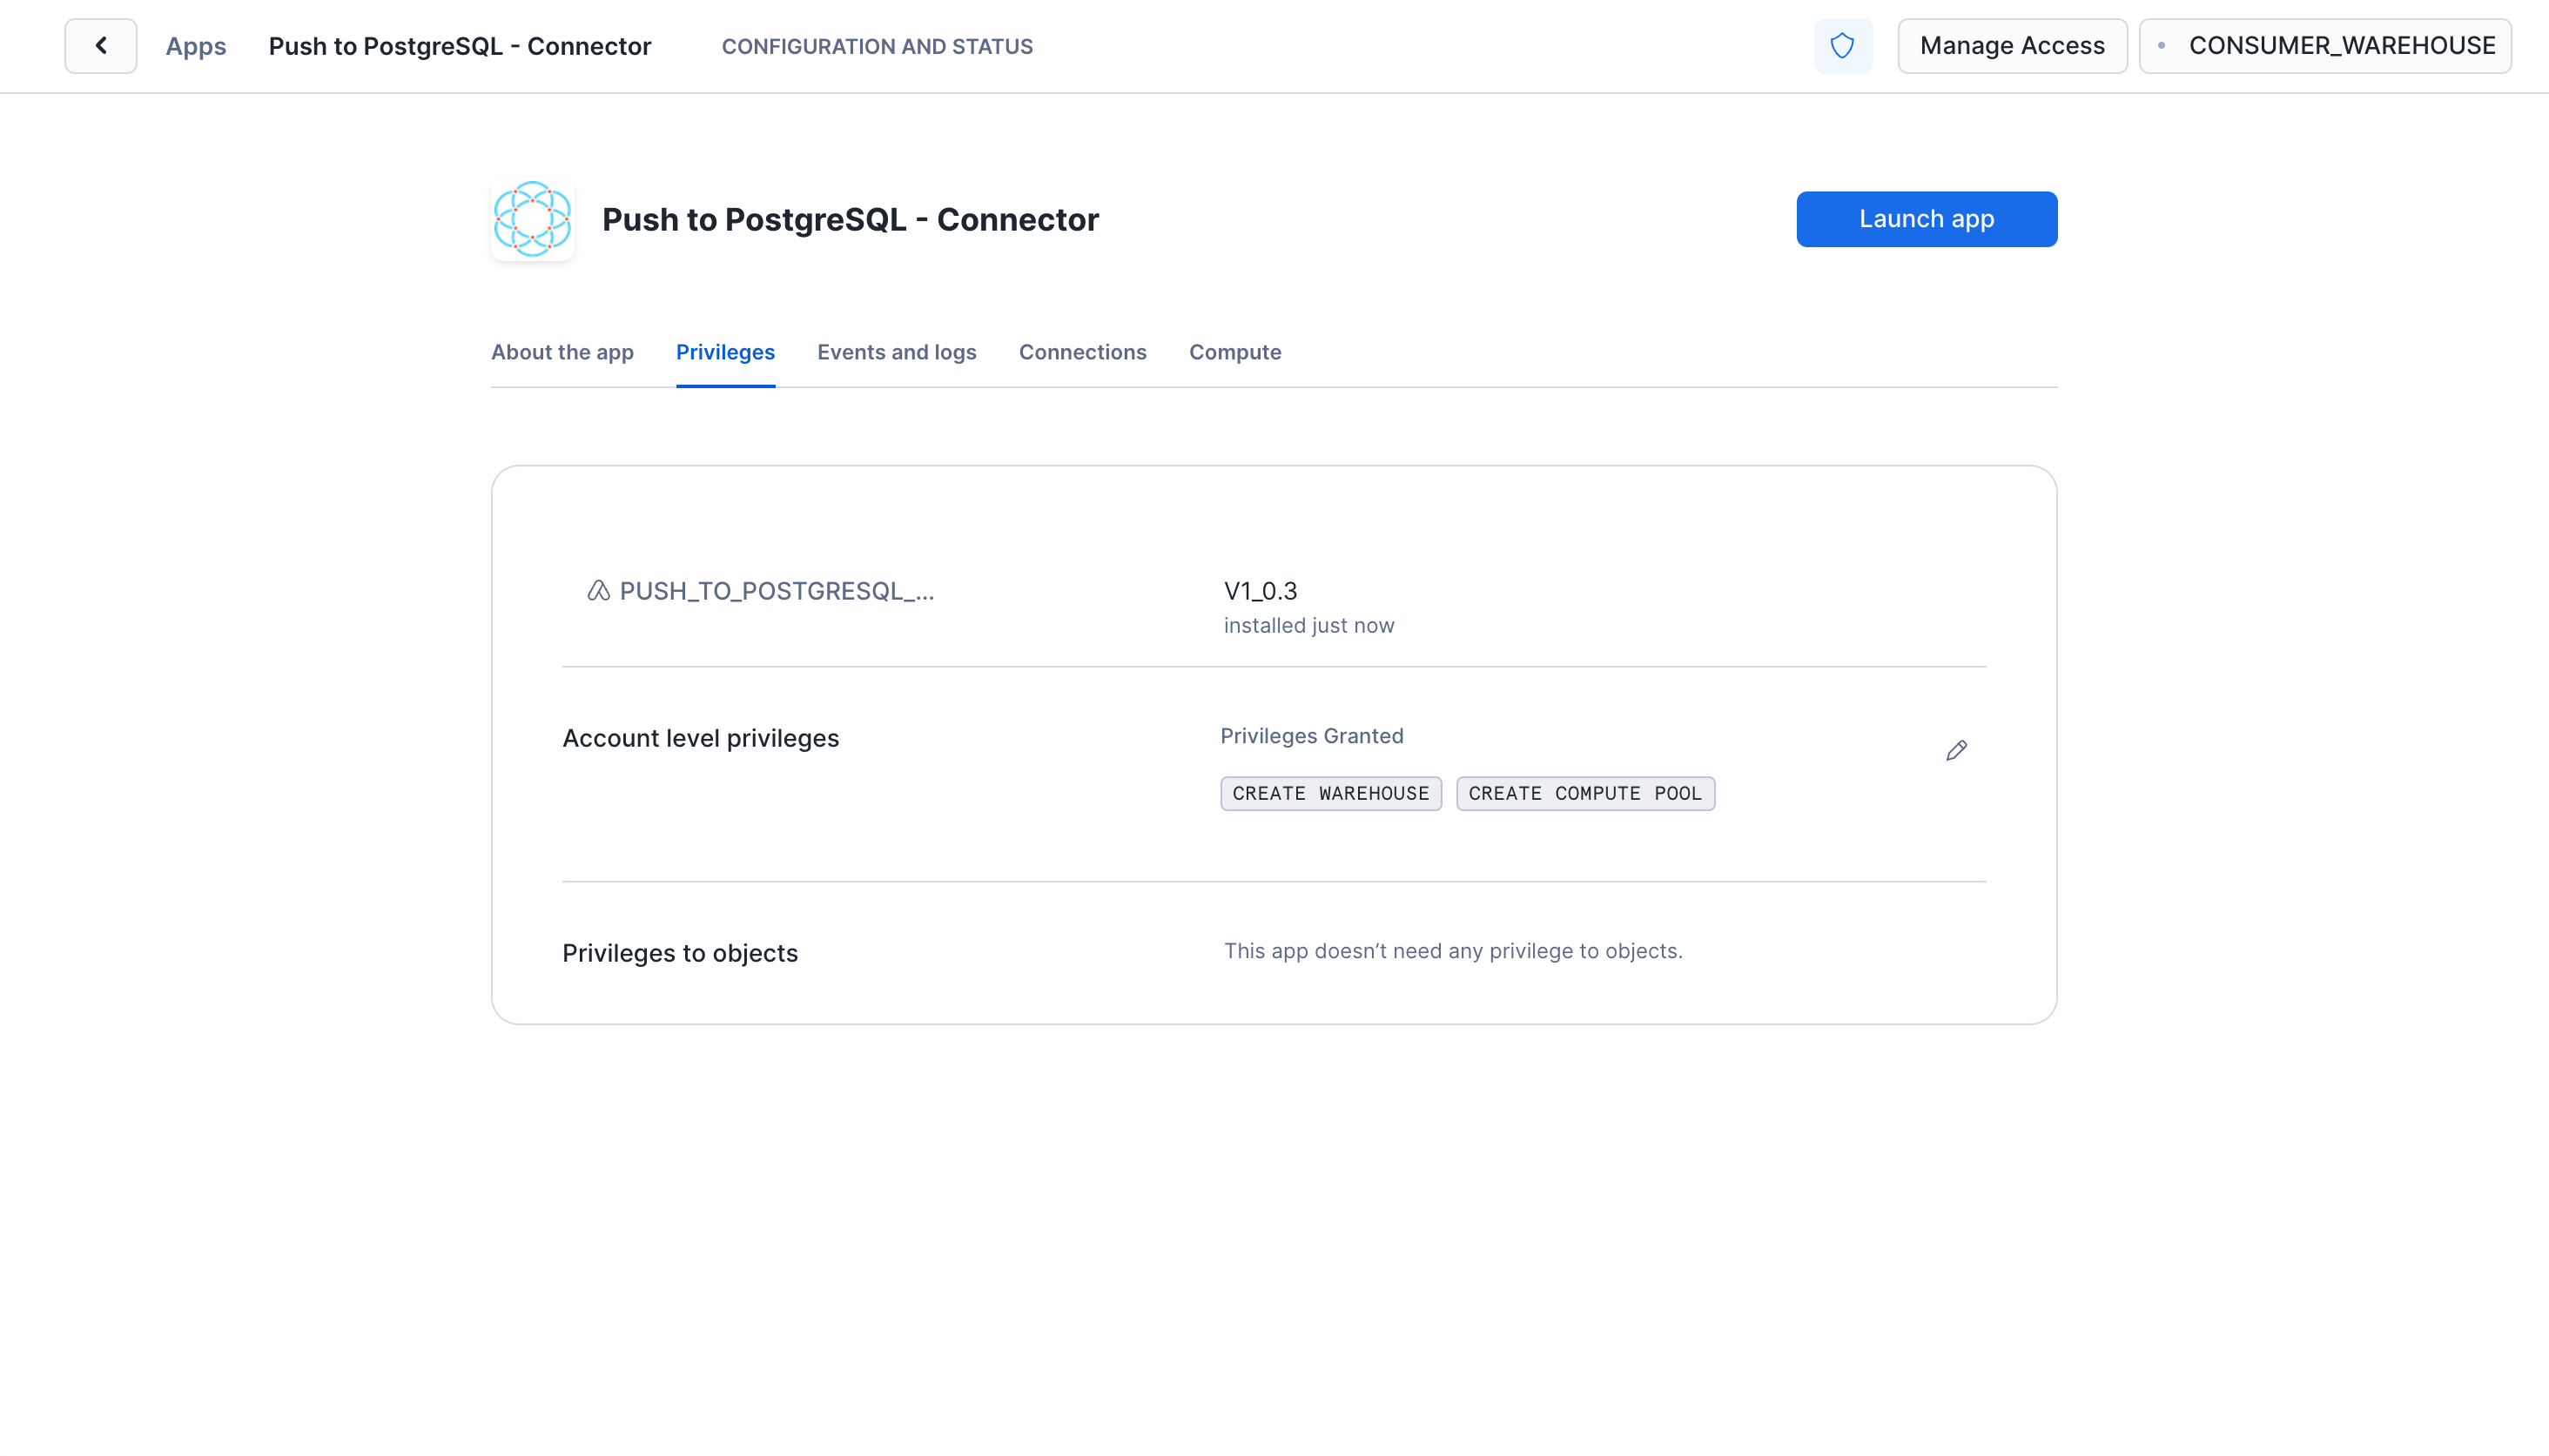 Apps
Push to PostgreSQL - Connector
CONFIGURATION AND STATUS
Manage Access
CONSUMER_WAREHOUSE
Push to PostgreSQL - Connector
Launch app
About the app
Privileges
Events and logs
Connections
Compute
PUSH_TO_POSTGRESQL_...
V1_0.3
installed just now
Account level privileges
Privileges Granted
CREATE WAREHOUSE
CREATE COMPUTE POOL
Privileges to objects
This app doesn’t need any privilege to objects.